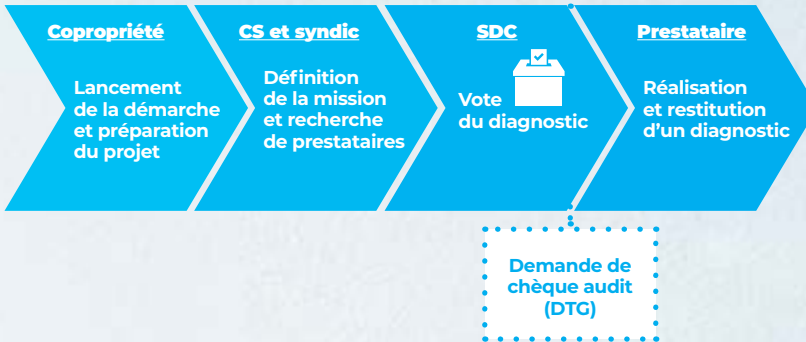 Copropriété
Lancement
de la démarche
et préparation
du projet
CS et syndic
Définition
de la mission
et recherche
de prestataires
SDC
Vote
du diagnostic
Prestataire
Réalisation
et restitution
d’un diagnostic
Demande de
chèque audit
(DTG)